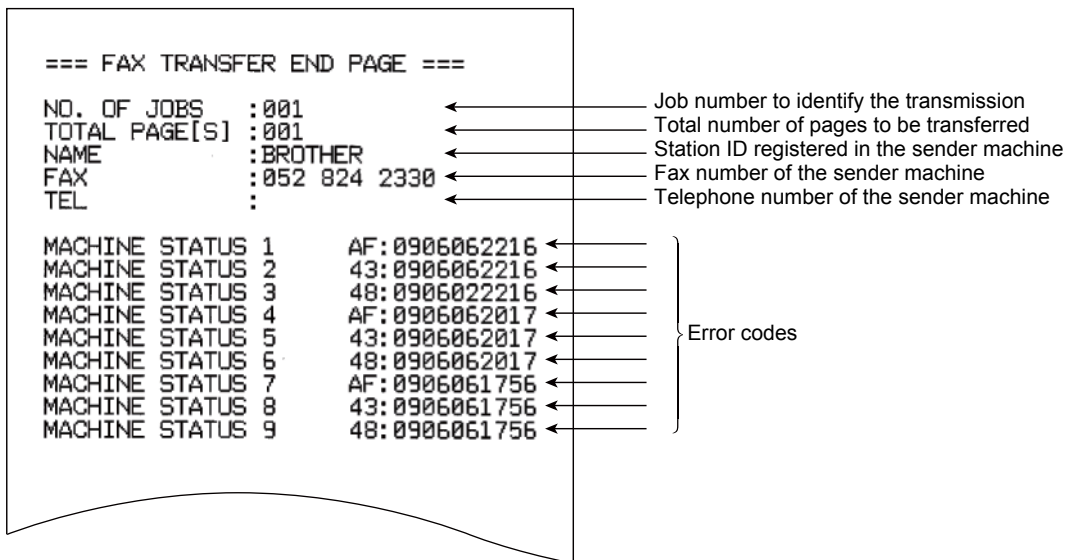 === FAX TRANSFER END PAGE ===
NO. OF JOBS :001 Job number to identify the transmission
TOTAL PAGE[S] :001 Total number of pages to be transferred
NAME :BROTHER Station ID registered in the sender machine
FAX :052 824 2330 Fax number of the sender machine
TEL : Telephone number of the sender machine
MACHINE STATUS 1 AF:0906062216
MACHINE STATUS 2 43:0906062216
MACHINE STATUS 3 48:0906022216
MACHINE STATUS 4 AF:0906062017
MACHINE STATUS 5 43:0906062017 Error codes
MACHINE STATUS 6 48:0906062017
MACHINE STATUS 7 AF:0906061756
MACHINE STATUS 8 43:0906061756
MACHINE STATUS 9 48:0906061756